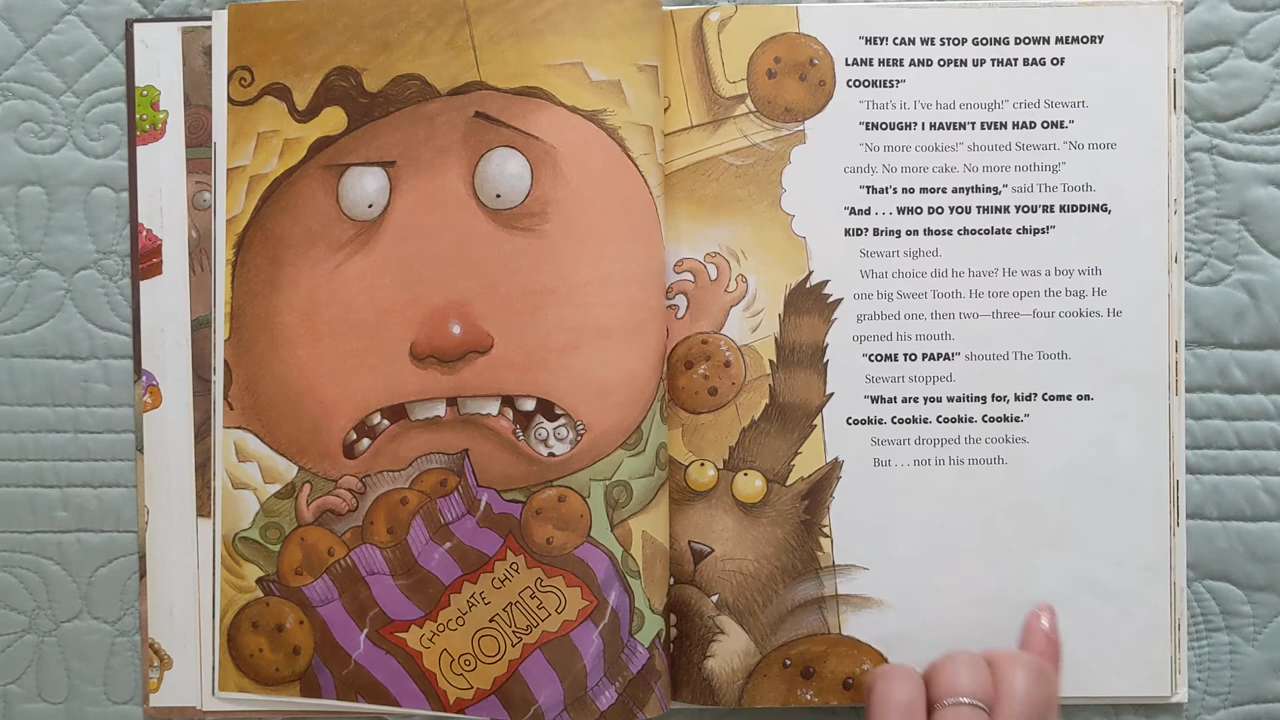 CHOCOLATE CHIP
COOKIES
"HEY! CAN WE STOP GOING DOWN MEMORY
LANE HERE AND OPEN UP THAT BAG OF
COOKIES?"
"That's it. I've had enough!" cried Stewart.
"ENOUGH? I HAVEN'T EVEN HAD ONE."
"No more cookies!" shouted Stewart. "No more
candy. No more cake. No more nothing!"
"That's no more anything," said The Tooth.
"And . . . WHO DO YOU THINK YOU'RE KIDDING,
KID? Bring on those chocolate chips!"
Stewart sighed.
What choice did he have? He was a boy with
one big Sweet Tooth. He tore open the bag. He
grabbed one, then two—three—four cookies. He
opened his mouth.
"COME TO PAPA!" shouted The Tooth.
Stewart stopped.
"What are you waiting for, kid? Come on.
Cookie. Cookie. Cookie. Cookie."
Stewart dropped the cookies.
But . . . not in his mouth.